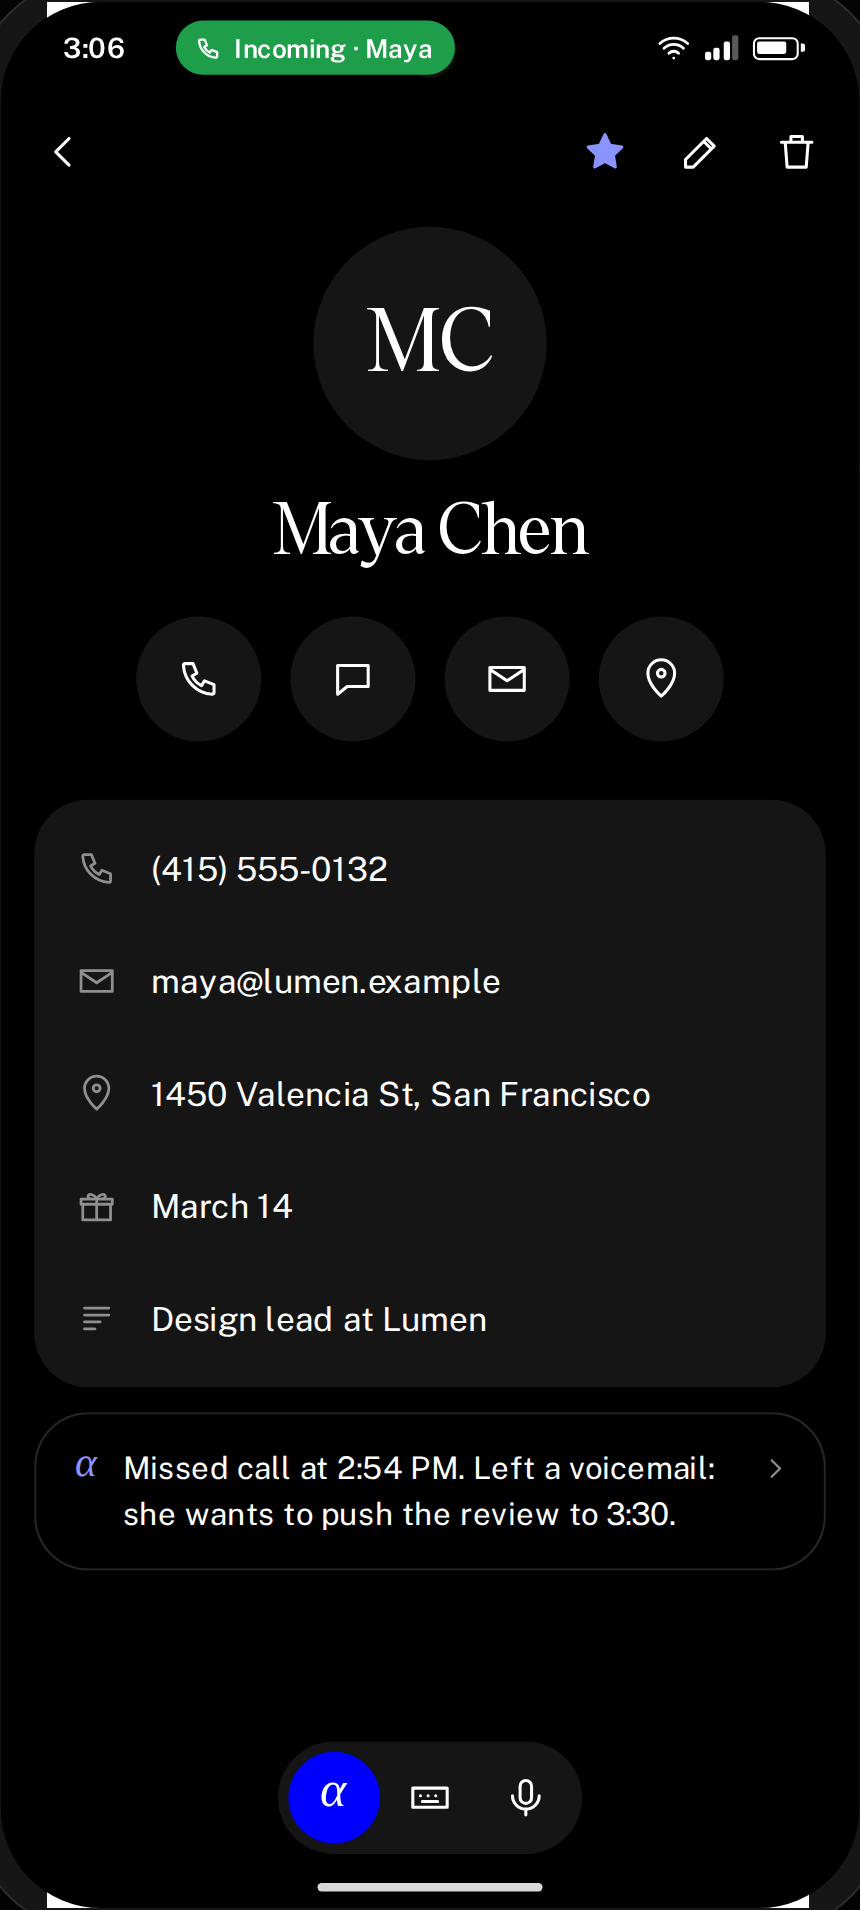 3:06
Incoming · Maya
MC
Maya Chen
(415) 555-0132
maya@lumen.example
1450 Valencia St, San Francisco
March 14
Design lead at Lumen
α Missed call at 2:54 PM. Left a voicemail:
she wants to push the review to 3:30.
α